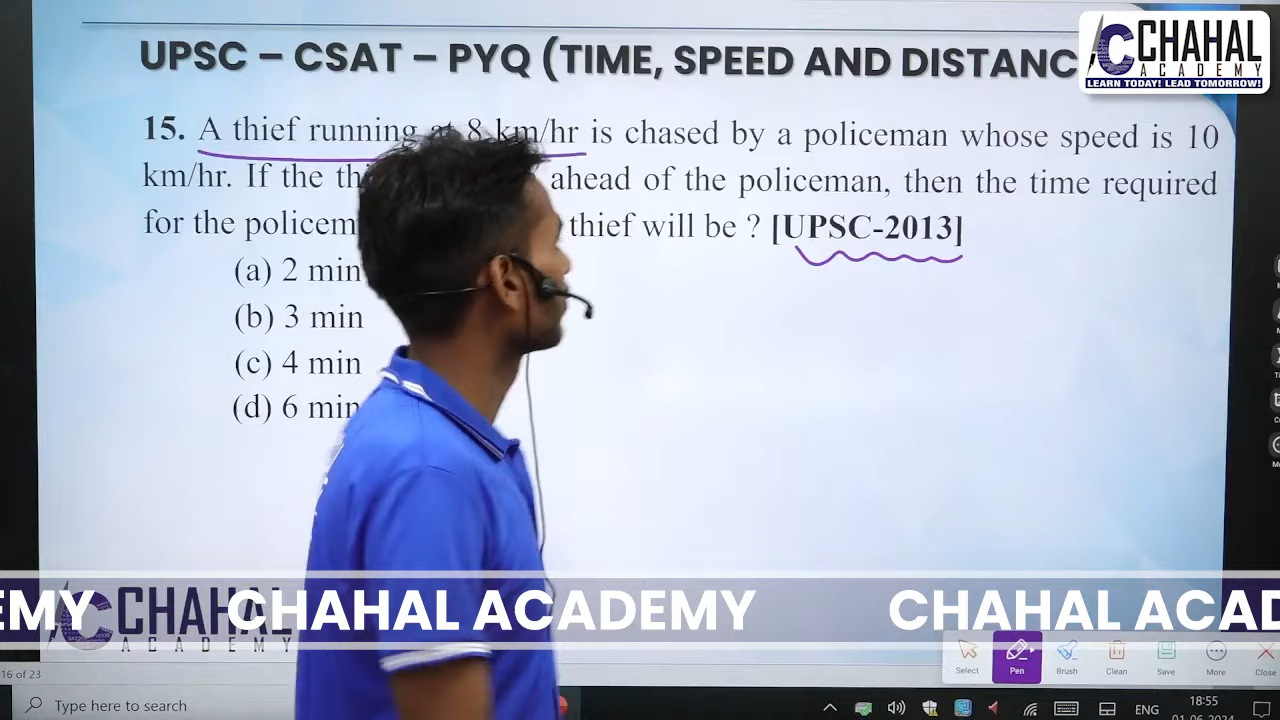 UPSC – CSAT – PYQ (TIME, SPEED AND DISTANC
CHAHAL
ACADEMY
LEARN TODAY! LEAD TOMORROW!
15. A thief running at 8 km/hr is chased by a policeman whose speed is 10
km/hr. If the ahead of the policeman, then the time required
for the thief will be ? [UPSC-2013]
(a) 2 min
(b) 3 min
(c) 4 min
(d) 6 min
EMY CHAHAL ACADEMY CHAHAL ACAD
CHAHAL
ACADEMY
Select Pen Brush Clean Save More Close
16 of 23
Type here to search
ENG
18:55
01-06-2024